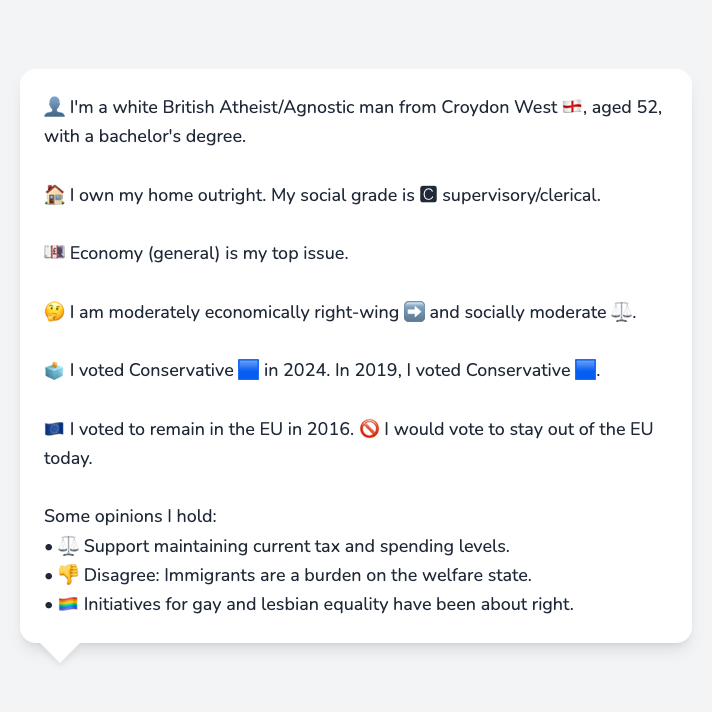 👤 I'm a white British Atheist/Agnostic man from Croydon West 🏴󠁧󠁢󠁥󠁮󠁧󠁿, aged 52,
with a bachelor's degree.
🏠 I own my home outright. My social grade is 🅲 supervisory/clerical.
💷 Economy (general) is my top issue.
🤔 I am moderately economically right-wing ➡️ and socially moderate ⚖️.
🗳️ I voted Conservative 🟦 in 2024. In 2019, I voted Conservative 🟦.
🇪🇺 I voted to remain in the EU in 2016. 🚫 I would vote to stay out of the EU
today.
Some opinions I hold:
• ⚖️ Support maintaining current tax and spending levels.
• 👎 Disagree: Immigrants are a burden on the welfare state.
• 🏳️‍🌈 Initiatives for gay and lesbian equality have been about right.